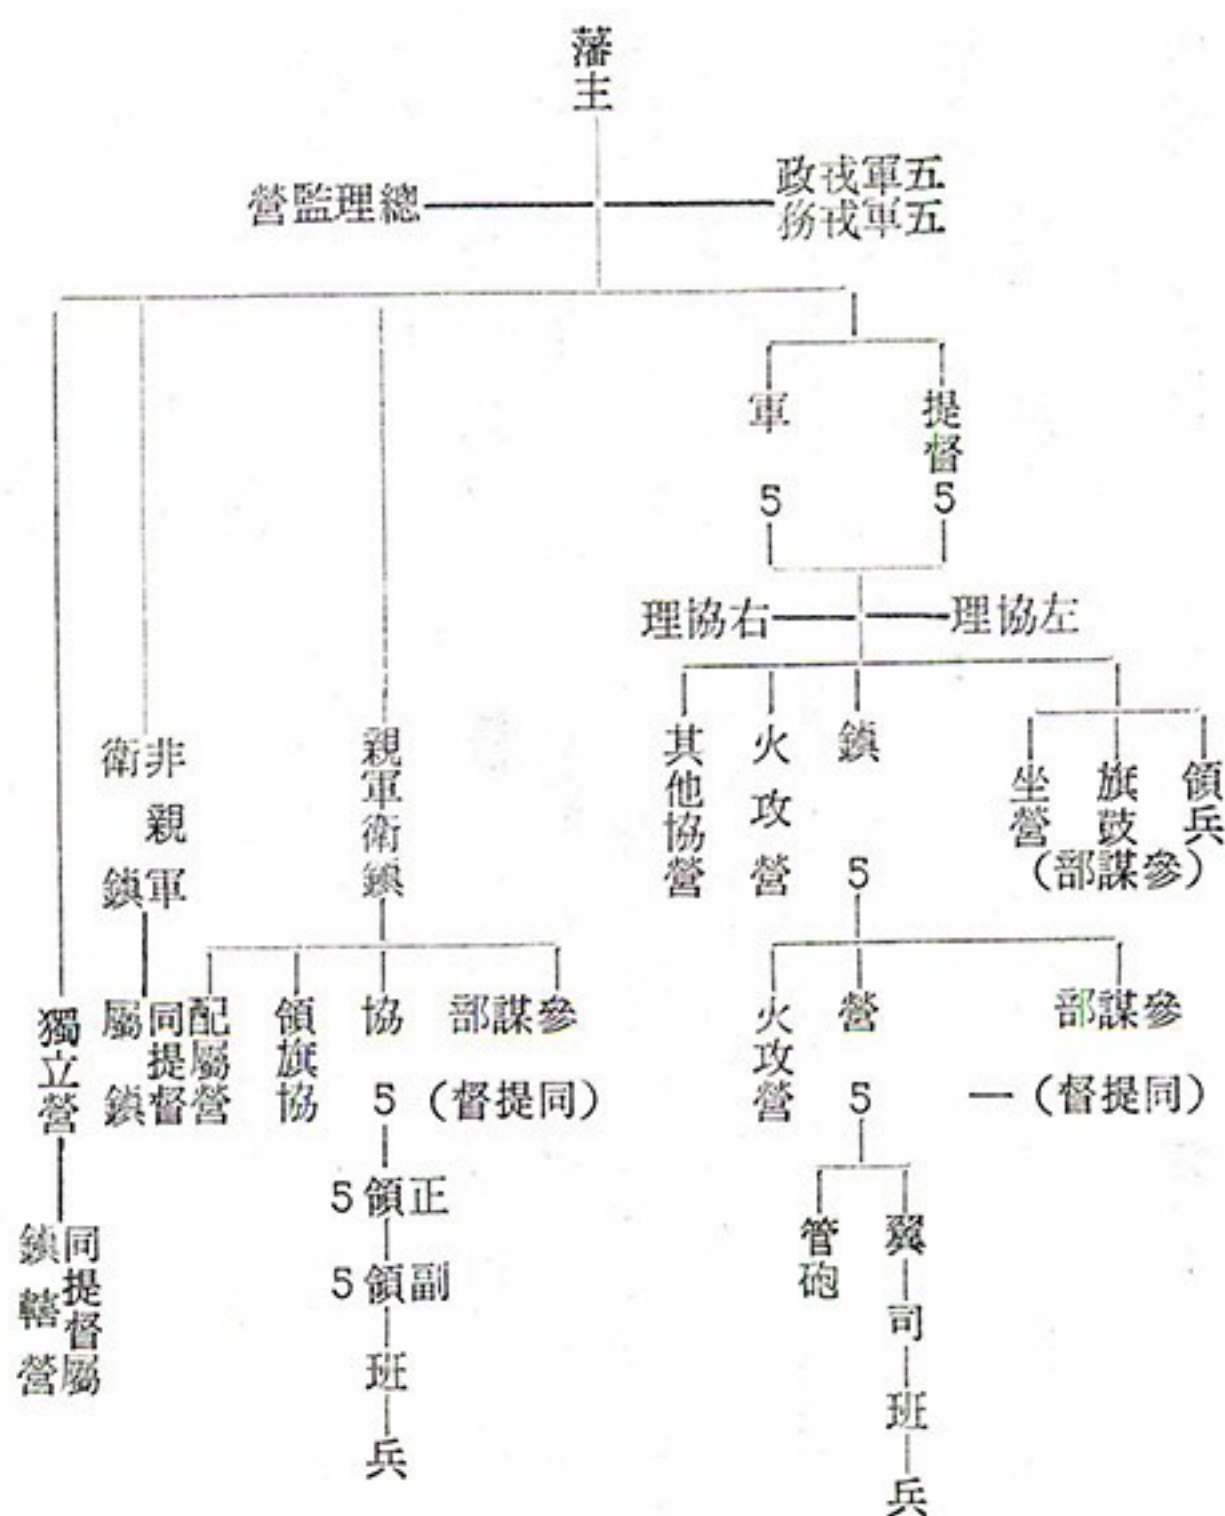 藩主
五軍戎政
五軍戎務
總理監營
提督
5
軍
5
左協理
右協理
領兵
旗鼓
坐營
(參謀部)
鎮
5
火攻營
其他協營
參謀部
(同提督)一
營
5
火攻營
翼
司
班
兵
管砲
親軍衛鎮
參謀部
(同提督)
協
5
正領5
副領5
班
兵
領旗協
配屬營
非親軍
衛鎮
同提督
屬鎮
獨立營
同提督屬
鎮轄營